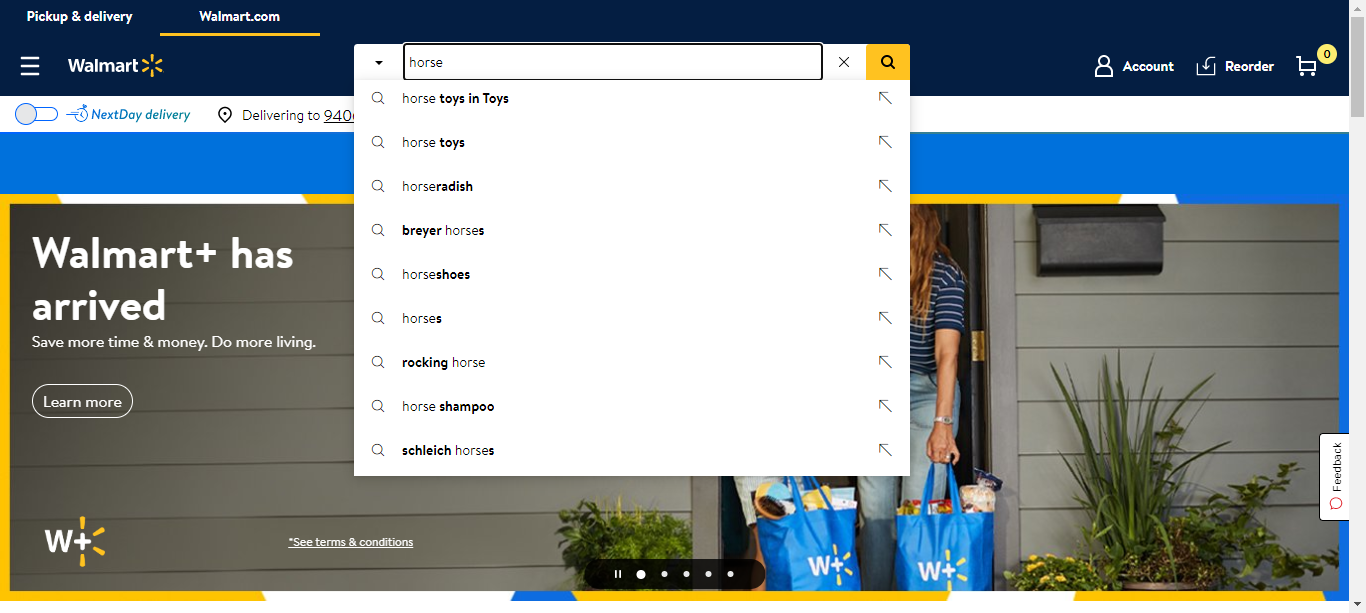 Pickup & delivery
Walmart.com
Walmart
horse
Account
Reorder
0
NextDay delivery
Delivering to 940
horse toys in Toys
horse toys
horseradish
breyer horses
horseshoes
horses
rocking horse
horse shampoo
schleich horses
Walmart+ has
arrived
Save more time & money. Do more living.
Learn more
W+
*See terms & conditions
W+
W+
Feedback